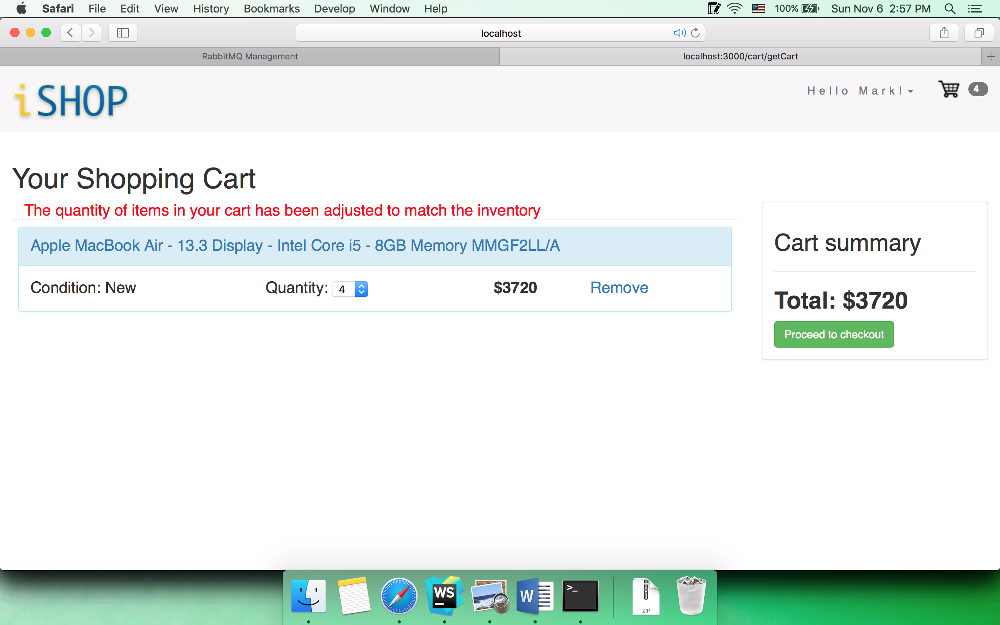 Safari File Edit View History Bookmarks Develop Window Help 100% Sun Nov 6 2:57 PM
localhost
RabbitMQ Management localhost:3000/cart/getCart
i SHOP Hello Mark! 4
Your Shopping Cart
The quantity of items in your cart has been adjusted to match the inventory
Apple MacBook Air - 13.3 Display - Intel Core i5 - 8GB Memory MMGF2LL/A
Condition: New Quantity: 4 $3720 Remove
Cart summary
Total: $3720
Proceed to checkout
WS W >_ ZIP